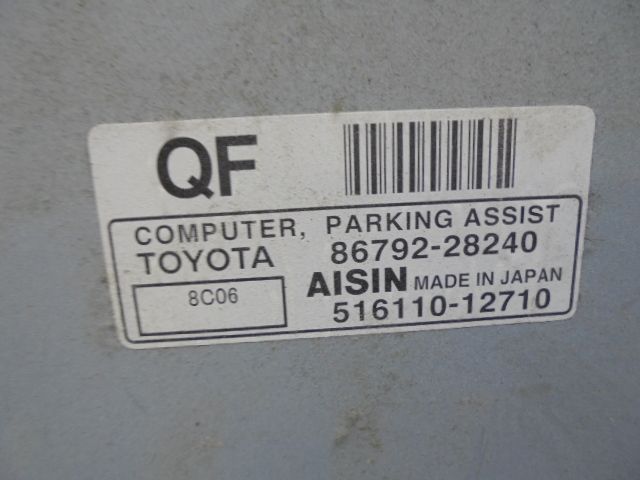 QF
COMPUTER, PARKING ASSIST
TOYOTA 86792-28240
8C06 AISIN MADE IN JAPAN
516110-12710